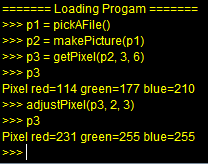 ======= Loading Progam =======
>>> p1 = pickAFile()
>>> p2 = makePicture(p1)
>>> p3 = getPixel(p2, 3, 6)
>>> p3
Pixel red=114 green=177 blue=210
>>> adjustPixel(p3, 2, 3)
>>> p3
Pixel red=231 green=255 blue=255
>>>